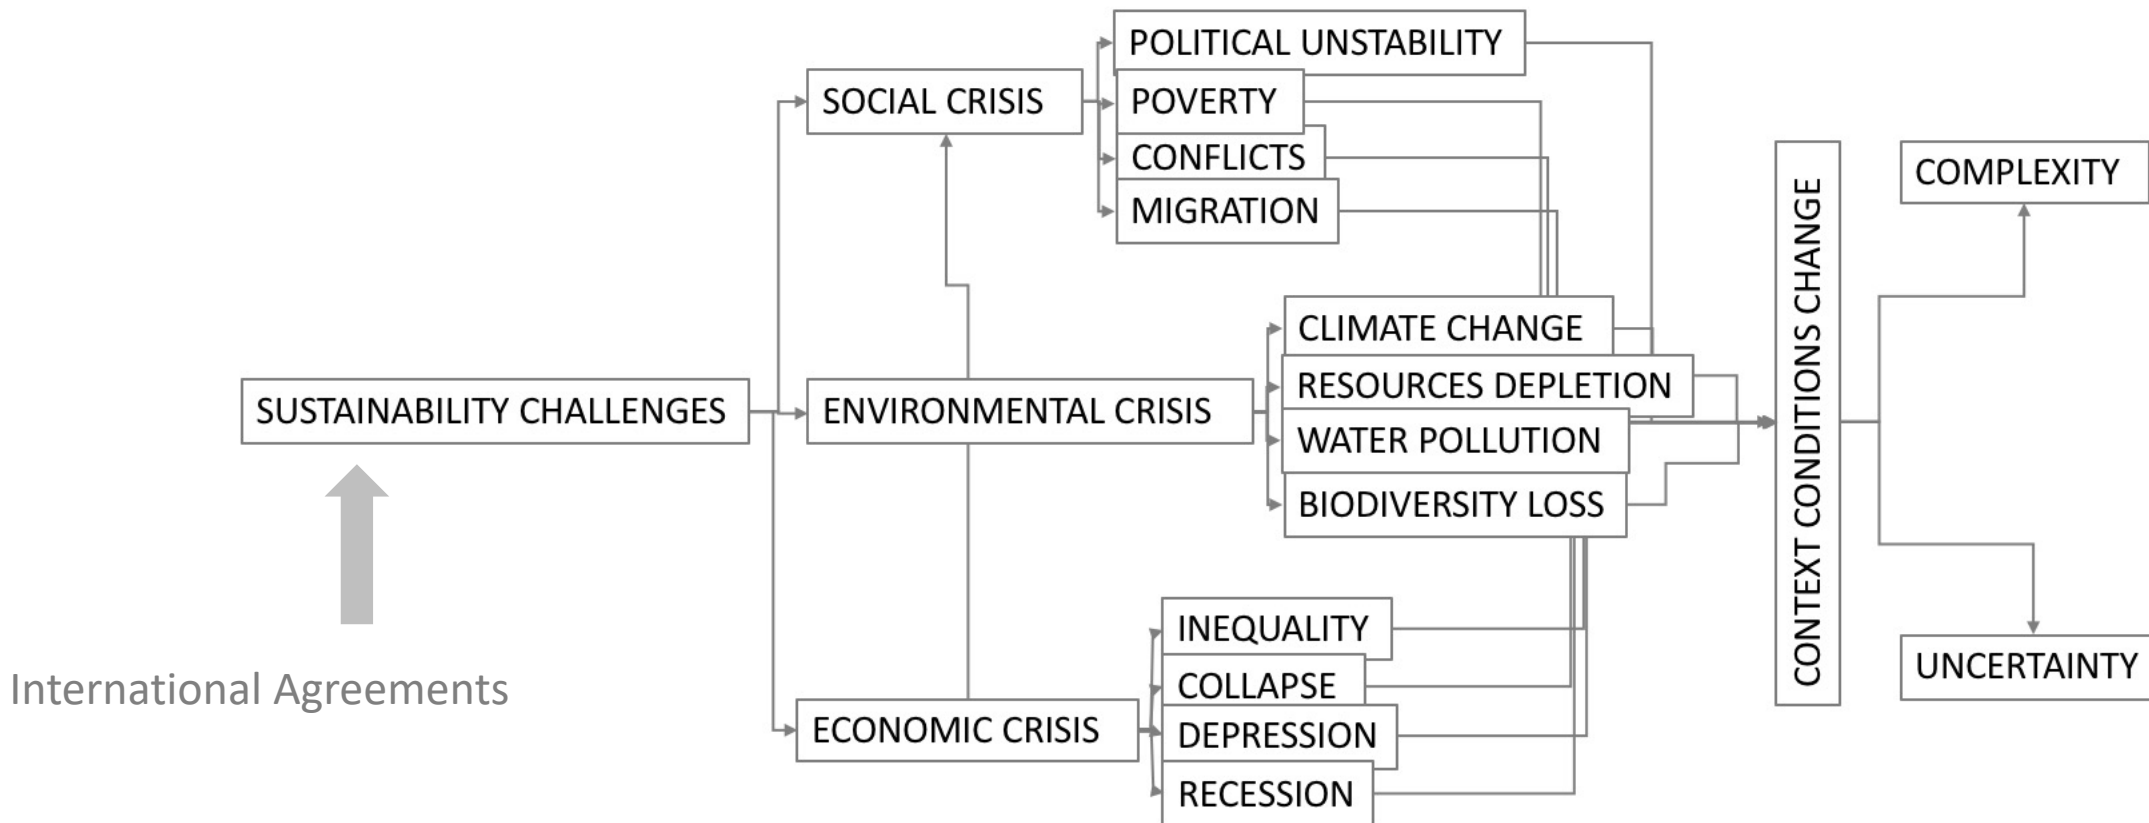 POLITICAL UNSTABILITY
SOCIAL CRISIS
POVERTY
CONFLICTS
MIGRATION
COMPLEXITY
CONTEXT CONDITIONS CHANGE
CLIMATE CHANGE
SUSTAINABILITY CHALLENGES
ENVIRONMENTAL CRISIS
RESOURCES DEPLETION
WATER POLLUTION
BIODIVERSITY LOSS
INEQUALITY
UNCERTAINTY
International Agreements
COLLAPSE
ECONOMIC CRISIS
DEPRESSION
RECESSION